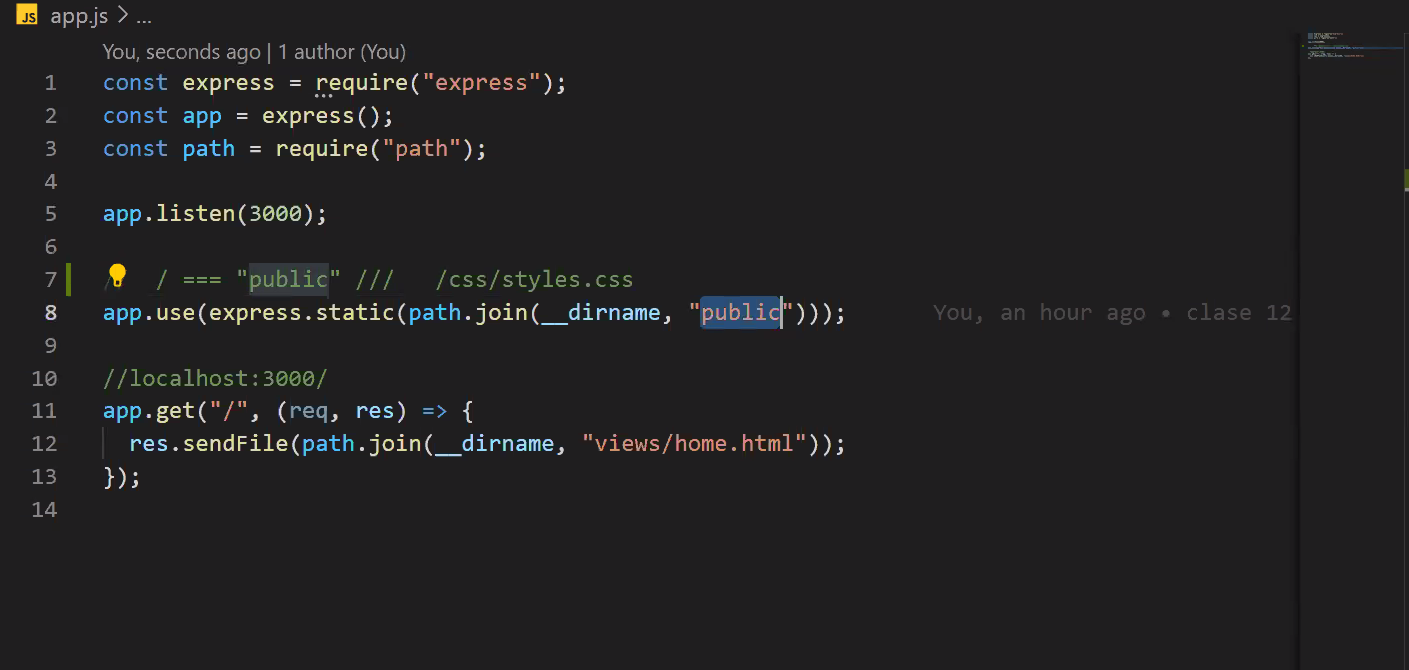 JS app.js > ...
You, seconds ago | 1 author (You)
1 const express = require("express");
2 const app = express();
3 const path = require("path");
4
5 app.listen(3000);
6
7 / / === "public" /// /css/styles.css
8 app.use(express.static(path.join(__dirname, "public"))); You, an hour ago • clase 12
9
10 //localhost:3000/
11 app.get("/", (req, res) => {
12 res.sendFile(path.join(__dirname, "views/home.html"));
13 });
14